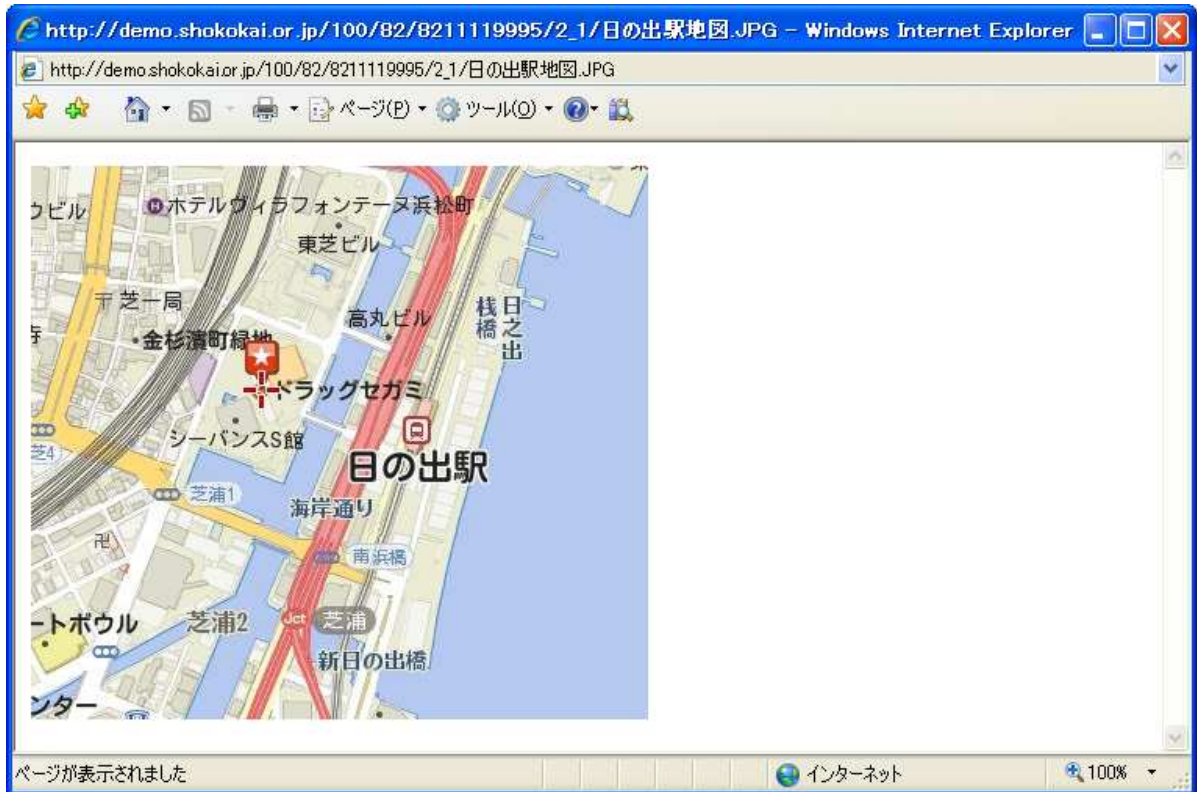 http://demo.shokokai.or.jp/100/82/8211119995/2_1/日の出駅地図.JPG - Windows Internet Explorer
http://demo.shokokai.or.jp/100/82/8211119995/2_1/日の出駅地図.JPG
ページ(P) ツール(O)
ウビル
ホテルヴィラフォンテーヌ浜松町
東芝ビル
〒芝一局
高丸ビル
日之出
桟橋
寺
金杉濱町緑地
ドラッグセガミ
シーバンスS館
芝4
日の出駅
芝浦1
海岸通り
南浜橋
卍
ートボウル
芝浦2
Jct 芝浦
新日の出橋
ンター
ページが表示されました
インターネット
100%